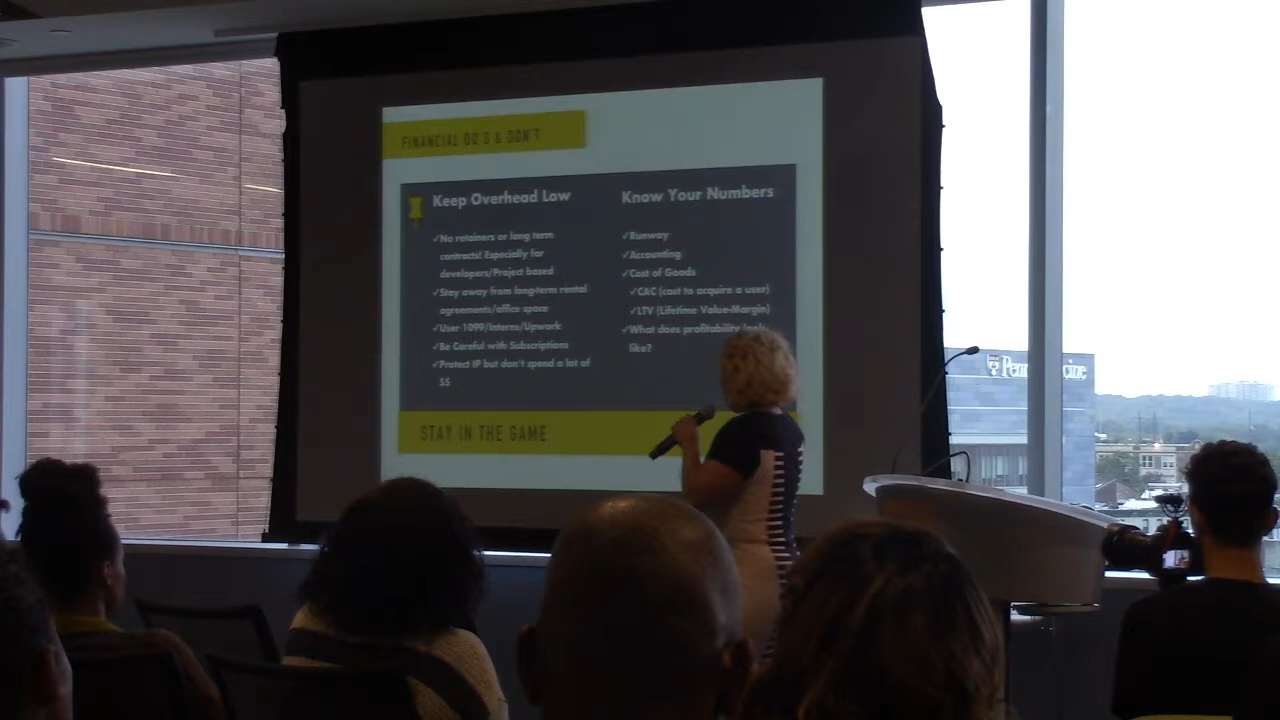 FINANCIAL DO'S & DON'T
Keep Overhead Low
✓No retainers or long term
contracts! Especially for
developers/Project based
✓Stay away from long-term rental
agreements/office space
✓User 1099/Interns/Upwork
✓Be Careful with Subscriptions
✓Protect IP but don't spend a lot of
$$
Know Your Numbers
✓Runway
✓Accounting
✓Cost of Goods
✓CAC (cost to acquire a user)
✓LTV (Lifetime Value-Margin)
✓What does profitability look
like?
STAY IN THE GAME
Penn Medicine